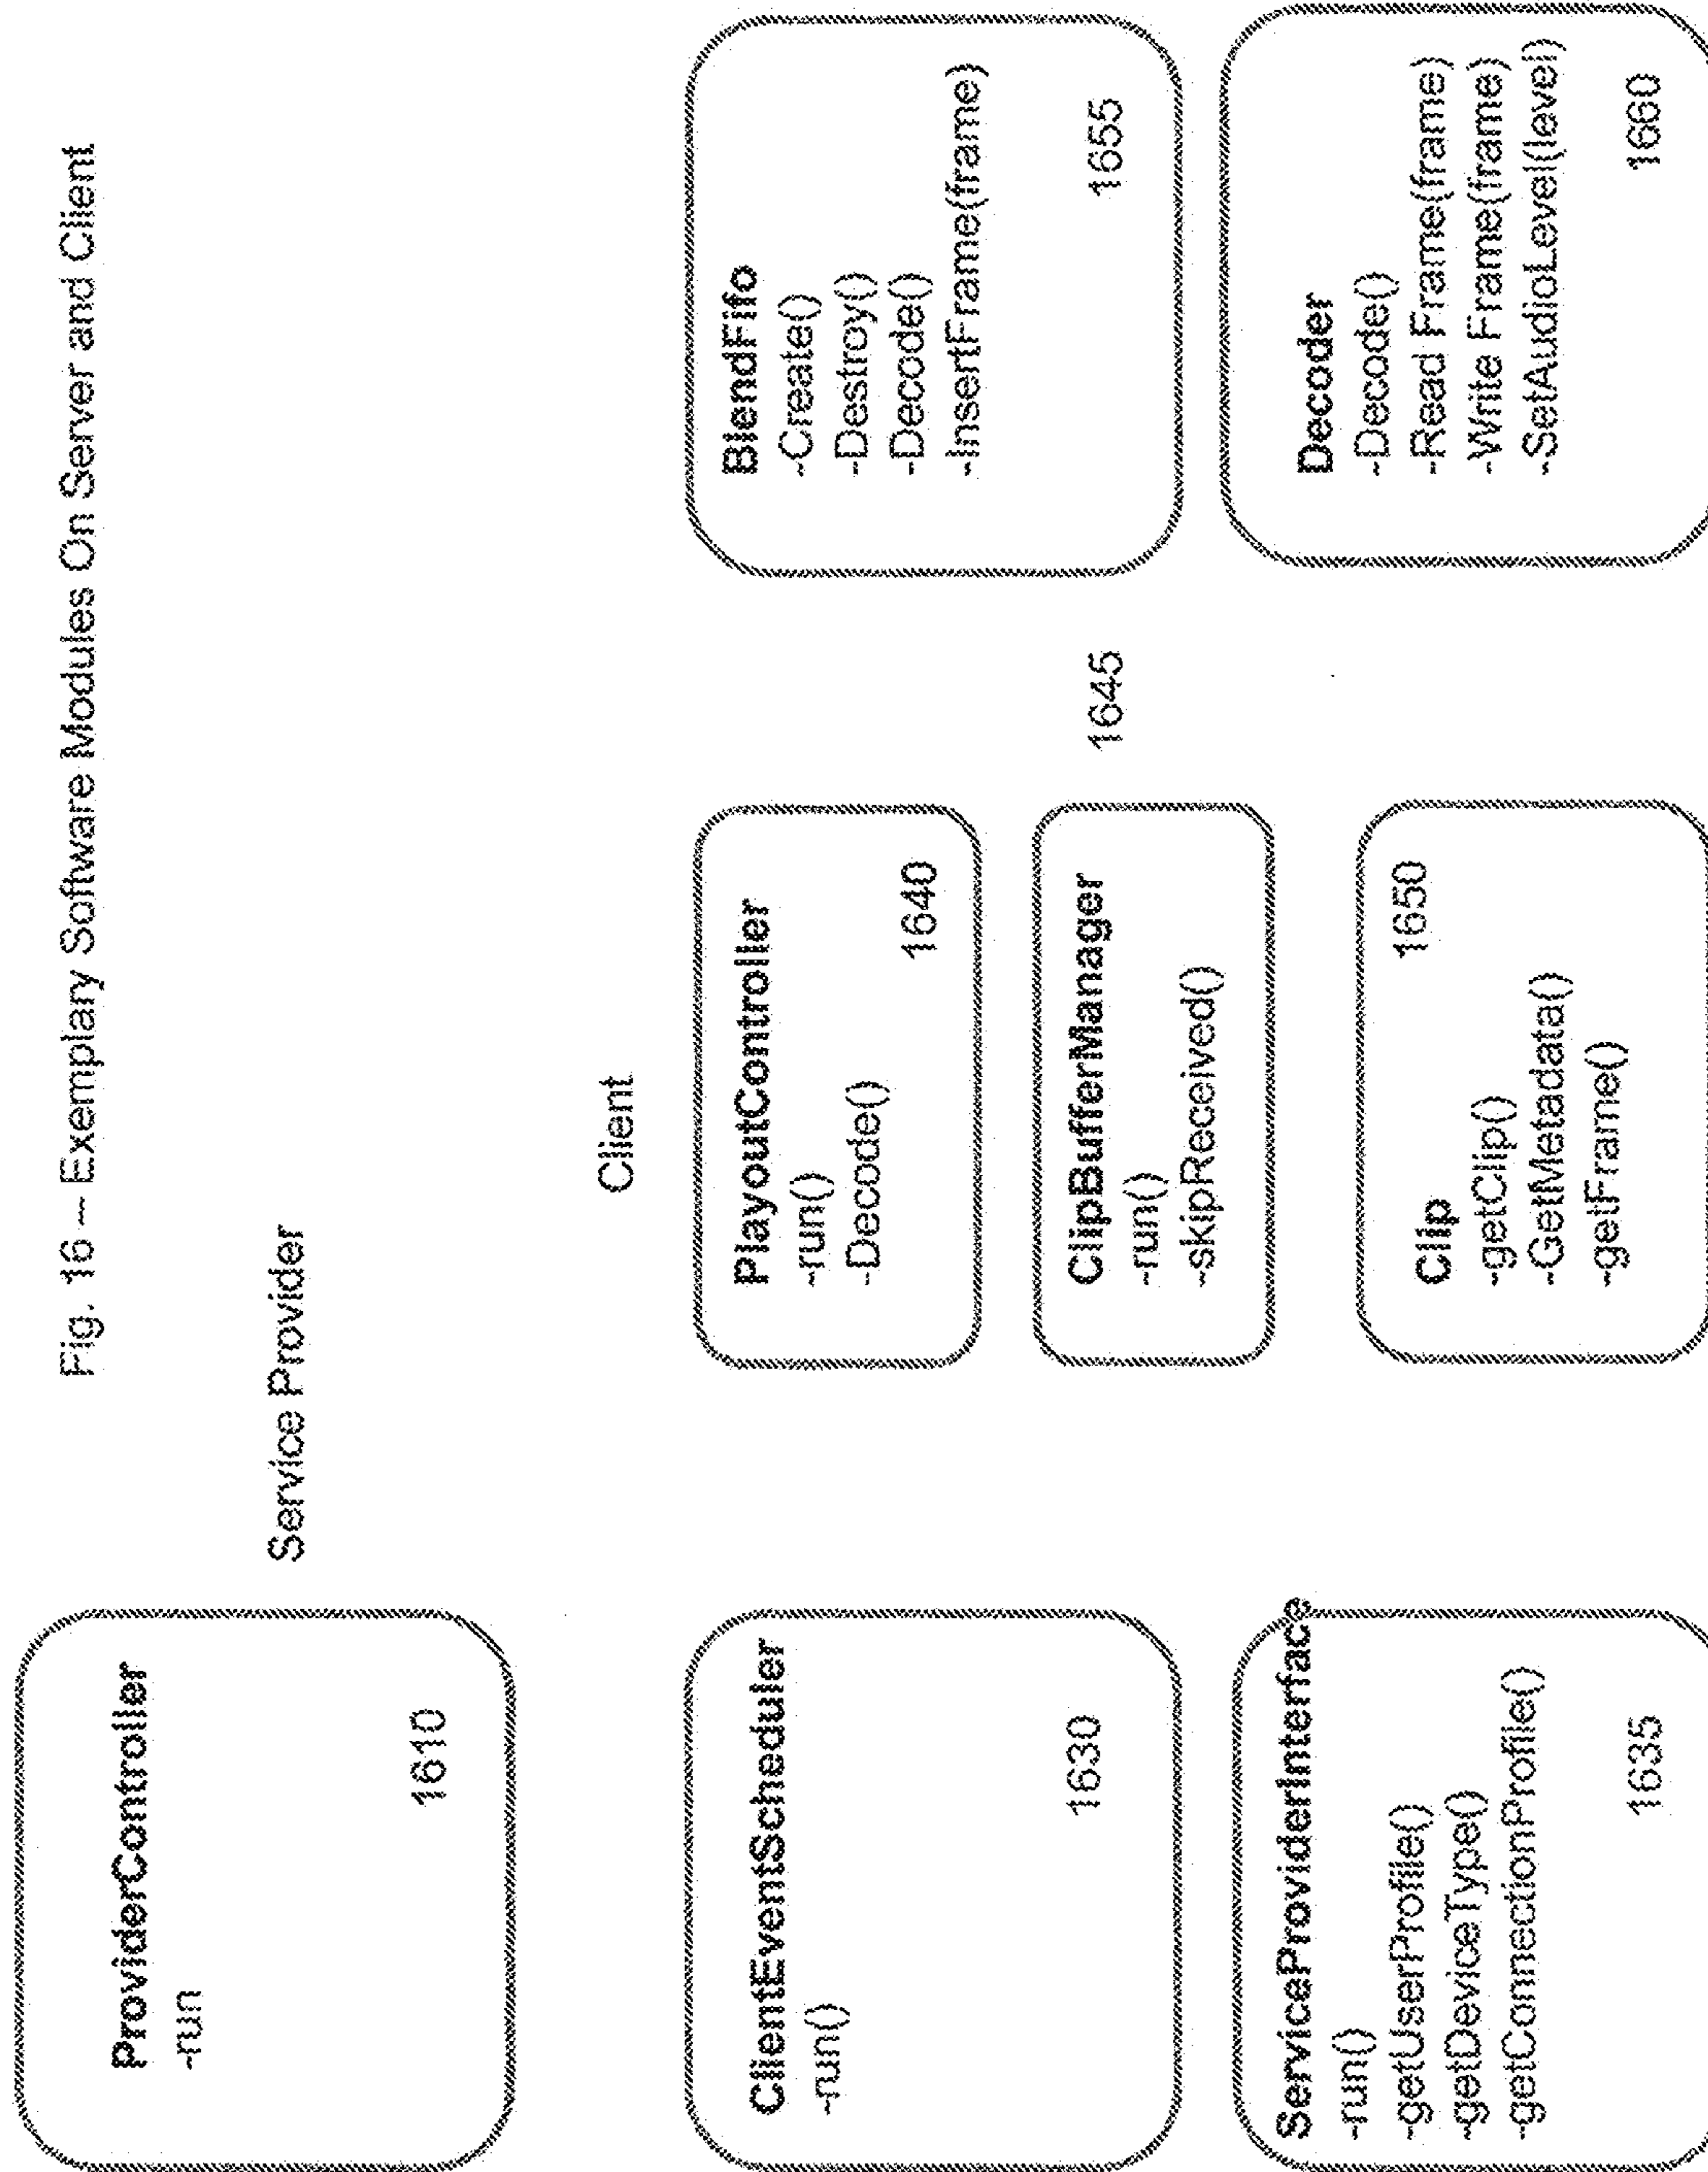 Fig. 16 – Exemplary Software Modules On Server and Client
Service Provider
ProviderController
-run
1610
Client
ClientEventScheduler
-run()
1630
ServiceProviderInterface
-run()
-getUserProfile()
-getDeviceType()
-getConnectionProfile()
1635
PlayoutController
-run()
-Decode()
1640
ClipBufferManager
-run()
-skipReceived()
1645
1650
Clip
-getClip()
-GetMetadata()
-getFrame()
BlendFifo
-Create()
-Destroy()
-Decode()
-InsertFrame(frame)
1655
Decoder
-Decode()
-Read Frame(frame)
-Write Frame(frame)
-SetAudioLevel(level)
1660